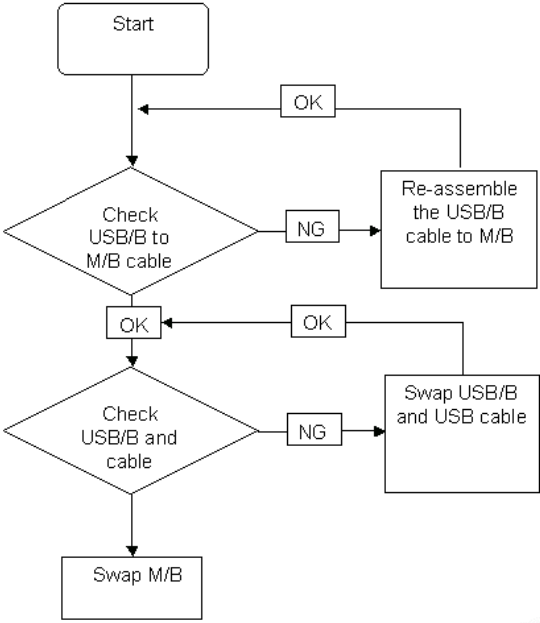 Start
OK
Check
USB/B to
M/B cable
NG
Re-assemble
the USB/B
cable to M/B
OK
OK
Check
USB/B and
cable
NG
Swap USB/B
and USB cable
Swap M/B